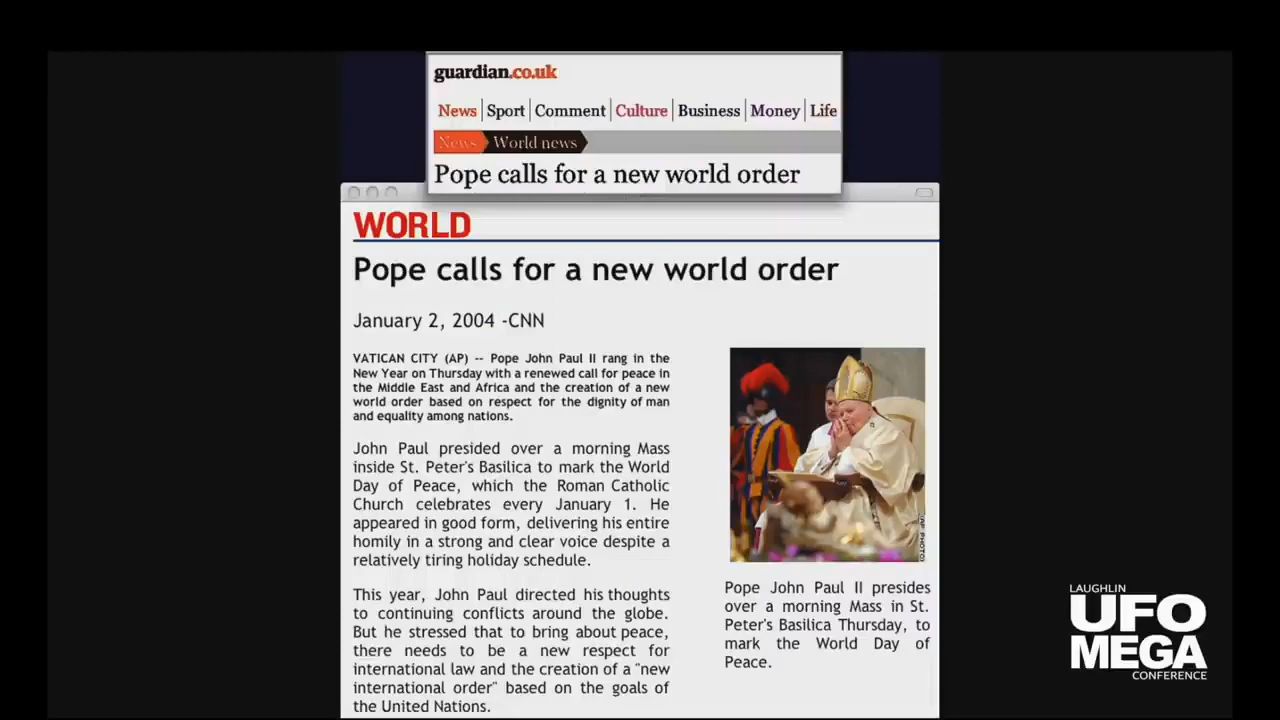 guardian.co.uk
News Sport Comment Culture Business Money Life
News World news
Pope calls for a new world order
WORLD
Pope calls for a new world order
January 2, 2004 -CNN
VATICAN CITY (AP) -- Pope John Paul II rang in the
New Year on Thursday with a renewed call for peace in
the Middle East and Africa and the creation of a new
world order based on respect for the dignity of man
and equality among nations.
John Paul presided over a morning Mass
inside St. Peter's Basilica to mark the World
Day of Peace, which the Roman Catholic
Church celebrates every January 1. He
appeared in good form, delivering his entire
homily in a strong and clear voice despite a
relatively tiring holiday schedule.
This year, John Paul directed his thoughts
to continuing conflicts around the globe.
But he stressed that to bring about peace,
there needs to be a new respect for
international law and the creation of a "new
international order" based on the goals of
the United Nations.
(AP PHOTO)
Pope John Paul II presides
over a morning Mass in St.
Peter's Basilica Thursday, to
mark the World Day of
Peace.
LAUGHLIN
UFO
MEGA
CONFERENCE